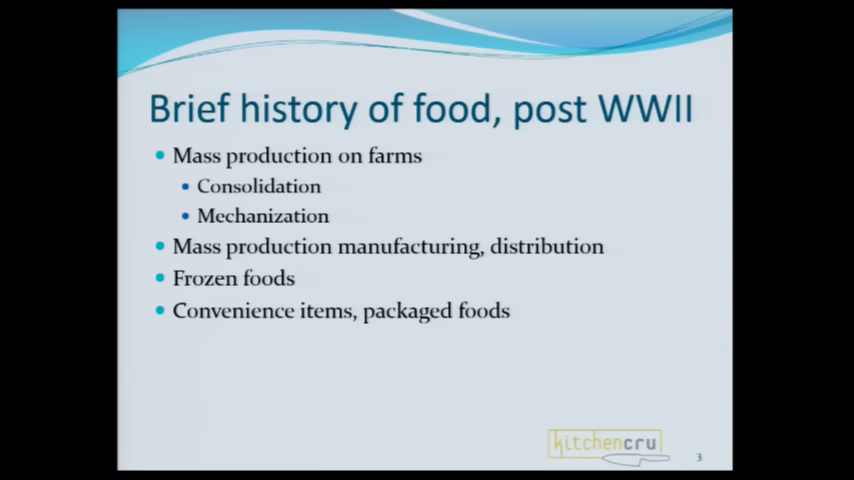 Brief history of food, post WWII
Mass production on farms
Consolidation
Mechanization
Mass production manufacturing, distribution
Frozen foods
Convenience items, packaged foods
kitchencru
3